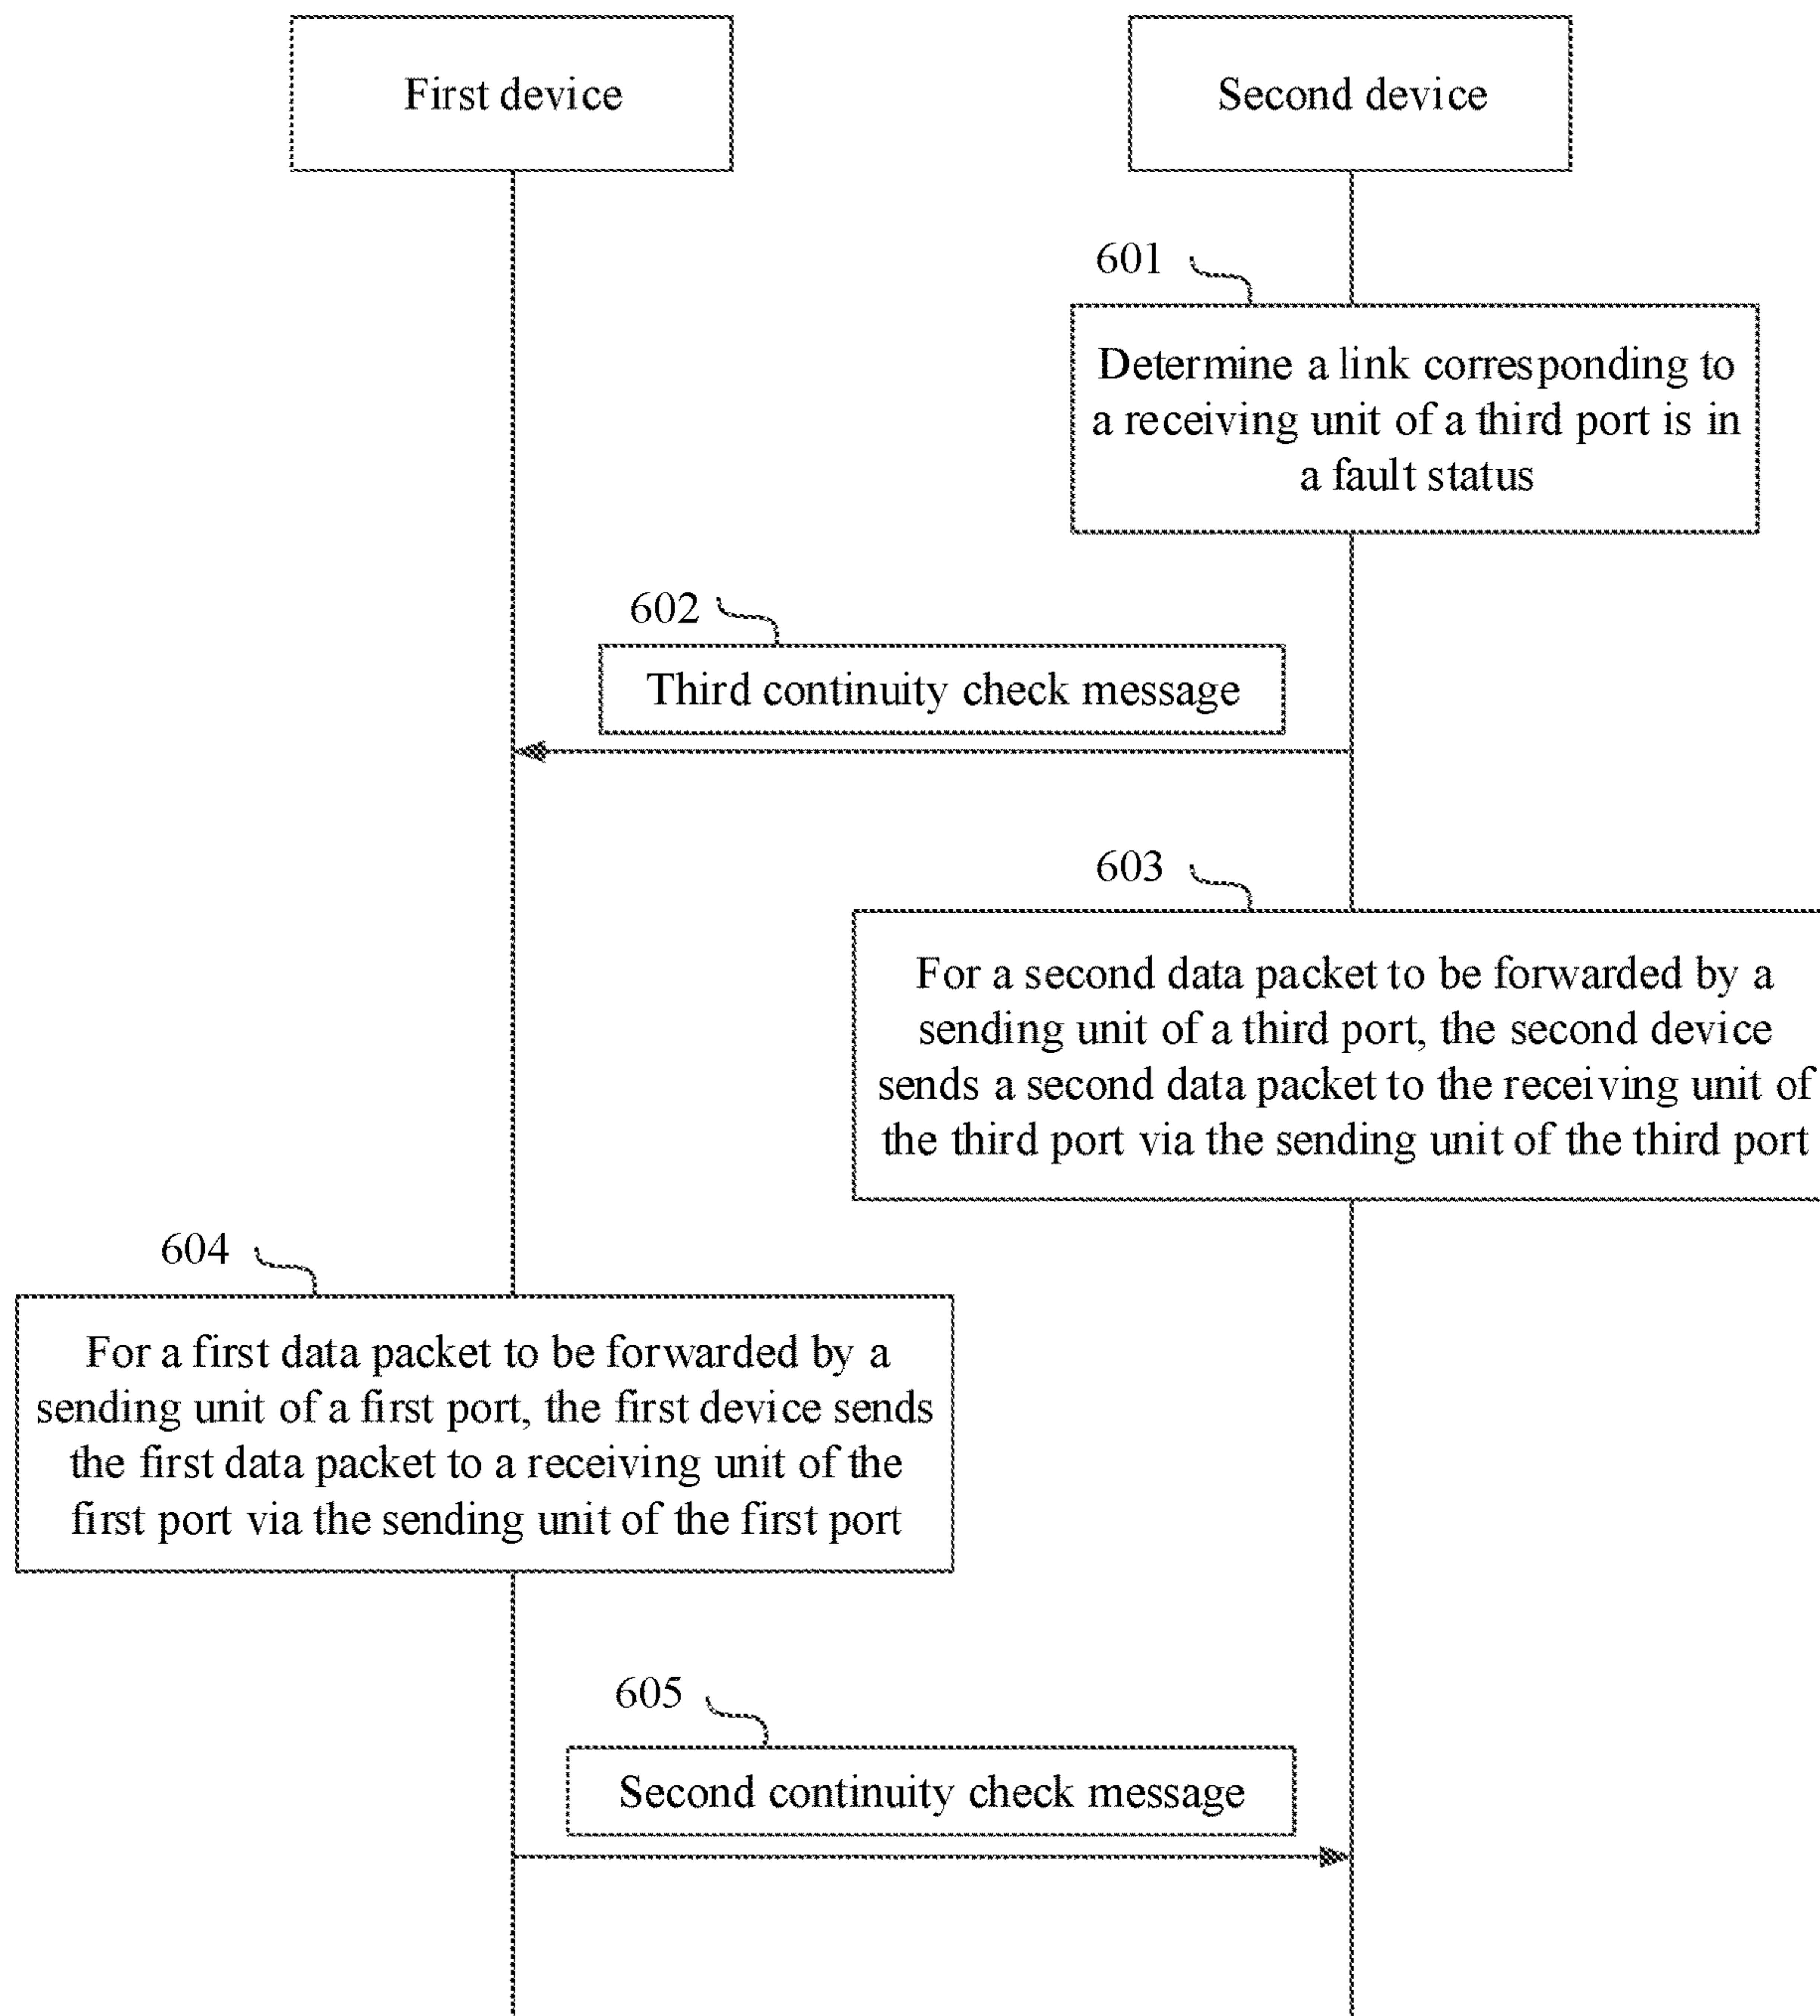 First device
Second device
601
Determine a link corresponding to
a receiving unit of a third port is in
a fault status
602
Third continuity check message
603
For a second data packet to be forwarded by a
sending unit of a third port, the second device
sends a second data packet to the receiving unit of
the third port via the sending unit of the third port
604
For a first data packet to be forwarded by a
sending unit of a first port, the first device sends
the first data packet to a receiving unit of the
first port via the sending unit of the first port
605
Second continuity check message